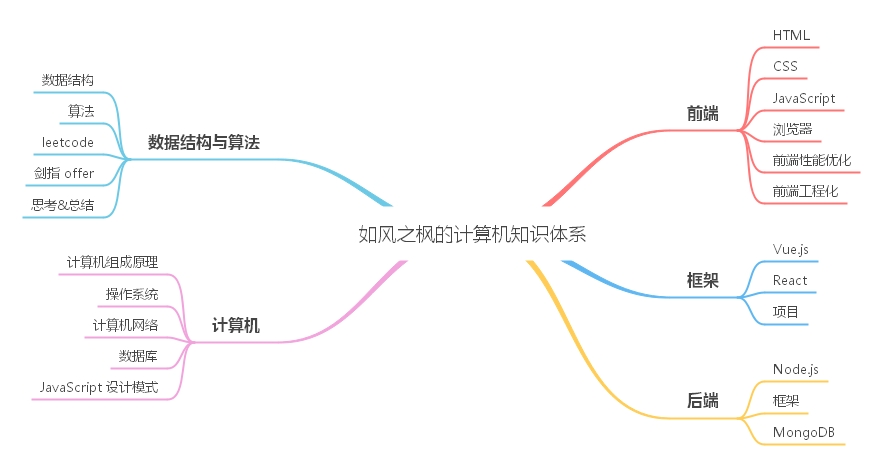 如风之枫的计算机知识体系
前端
HTML
CSS
JavaScript
浏览器
前端性能优化
前端工程化
框架
Vue.js
React
项目
后端
Node.js
框架
MongoDB
数据结构与算法
数据结构
算法
leetcode
剑指 offer
思考&总结
计算机
计算机组成原理
操作系统
计算机网络
数据库
JavaScript 设计模式